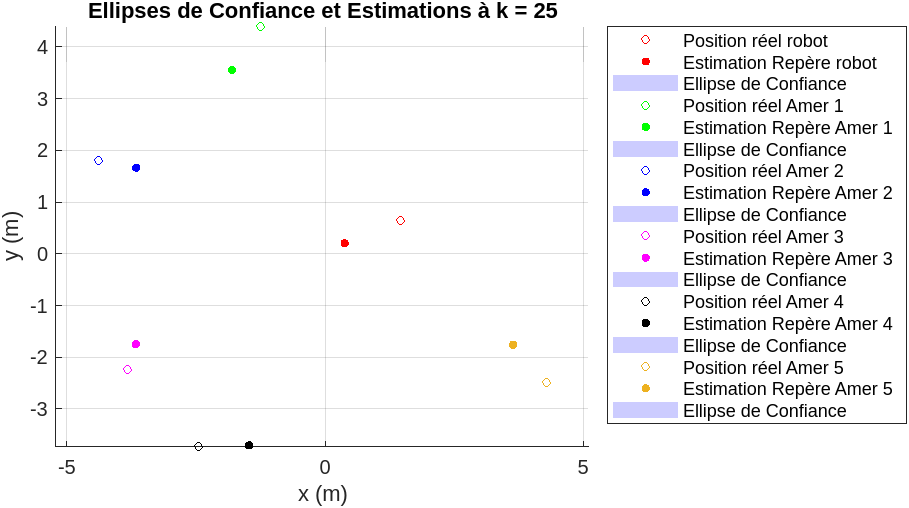 Ellipses de Confiance et Estimations à k = 25
4
3
2
1
0
-1
-2
-3
y (m)
-5
0
5
x (m)
Position réel robot
Estimation Repère robot
Ellipse de Confiance
Position réel Amer 1
Estimation Repère Amer 1
Ellipse de Confiance
Position réel Amer 2
Estimation Repère Amer 2
Ellipse de Confiance
Position réel Amer 3
Estimation Repère Amer 3
Ellipse de Confiance
Position réel Amer 4
Estimation Repère Amer 4
Ellipse de Confiance
Position réel Amer 5
Estimation Repère Amer 5
Ellipse de Confiance